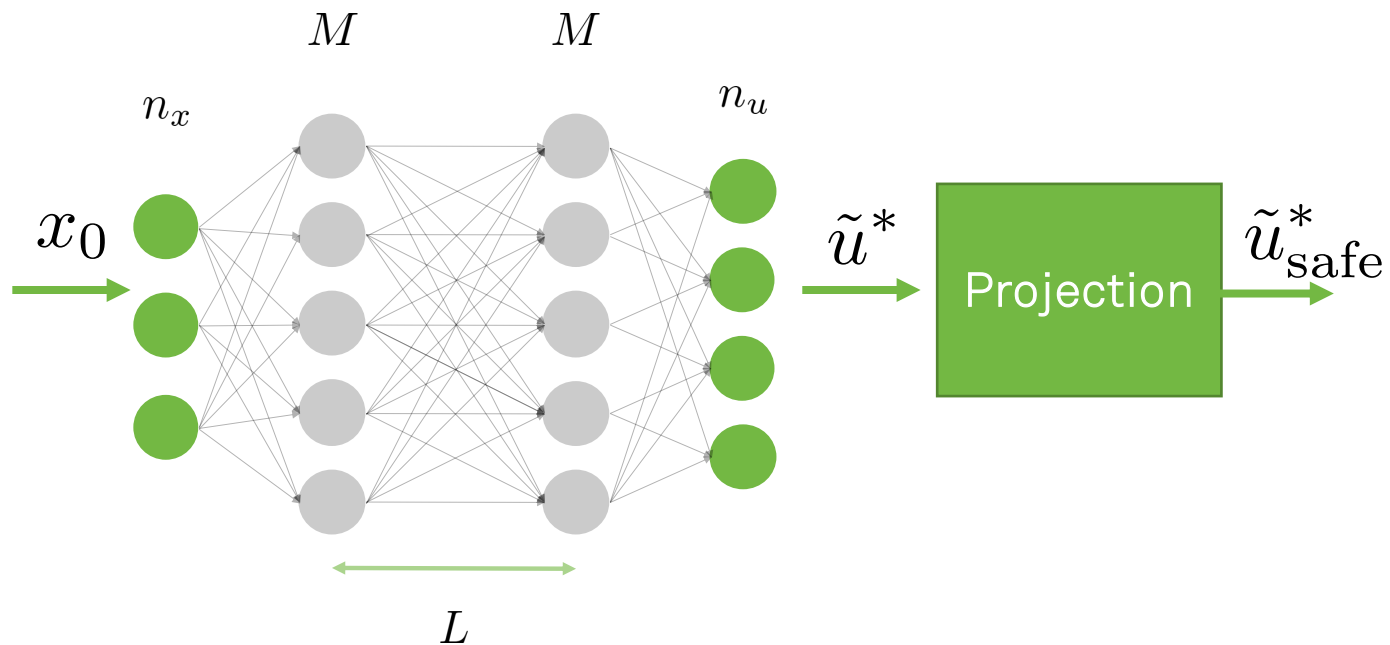 M
M
n_x
n_u
x_0
ũ*
Projection
ũ*_safe
L